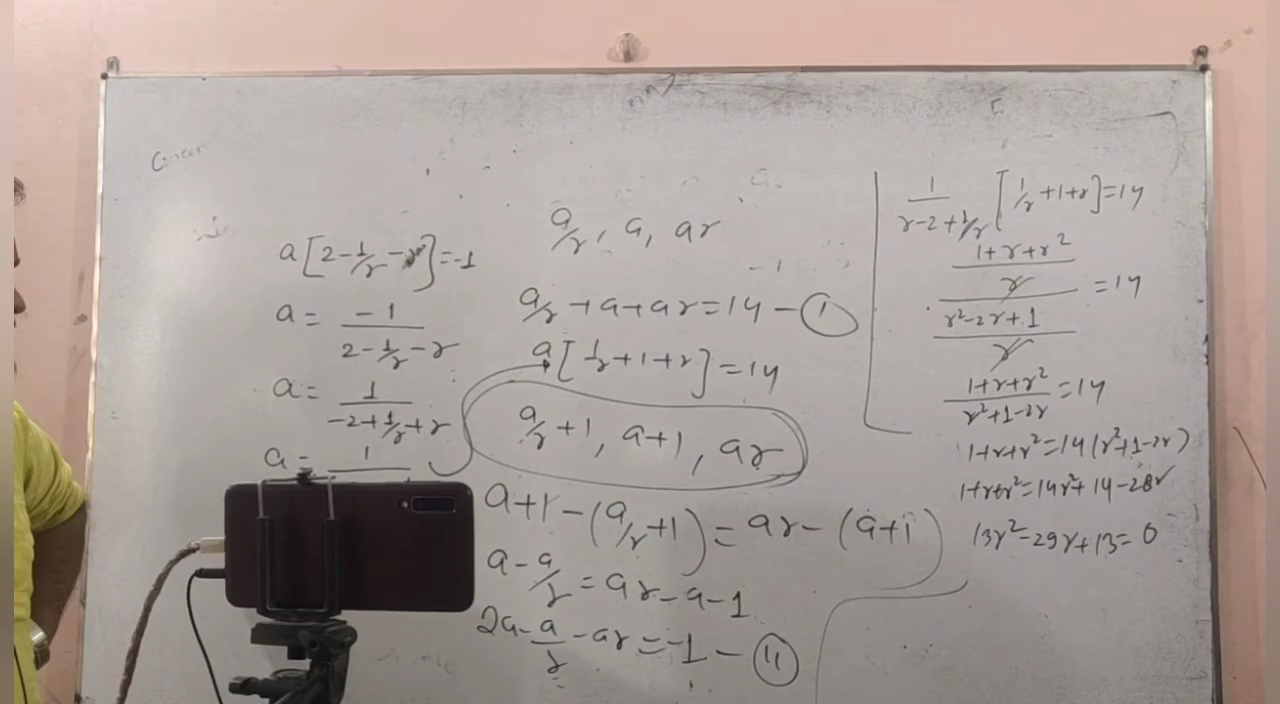 a[2-1/r-r]=-1
a= -1/(2-1/r-r)
a= 1/(-2+1/r+r)
a= 1
a/r, a, ar
a/r+a+ar=14-①
a[1/r+1+r]=14
a/r+1, a+1, ar
a+1-(a/r+1)=ar-(a+1)
a-a/r=ar-a-1
2a-a/r-ar=-1-(11)
1/(r-2+1/r)[1/r+1+r]=14
((1+r+r²)/r)/((r²-2r+1)/r)=14
(1+r+r²)/(r²+1-2r)=14
1+r+r²=14(r²+1-2r)
1+r+r²=14r²+14-28r
13r²-29r+13=0